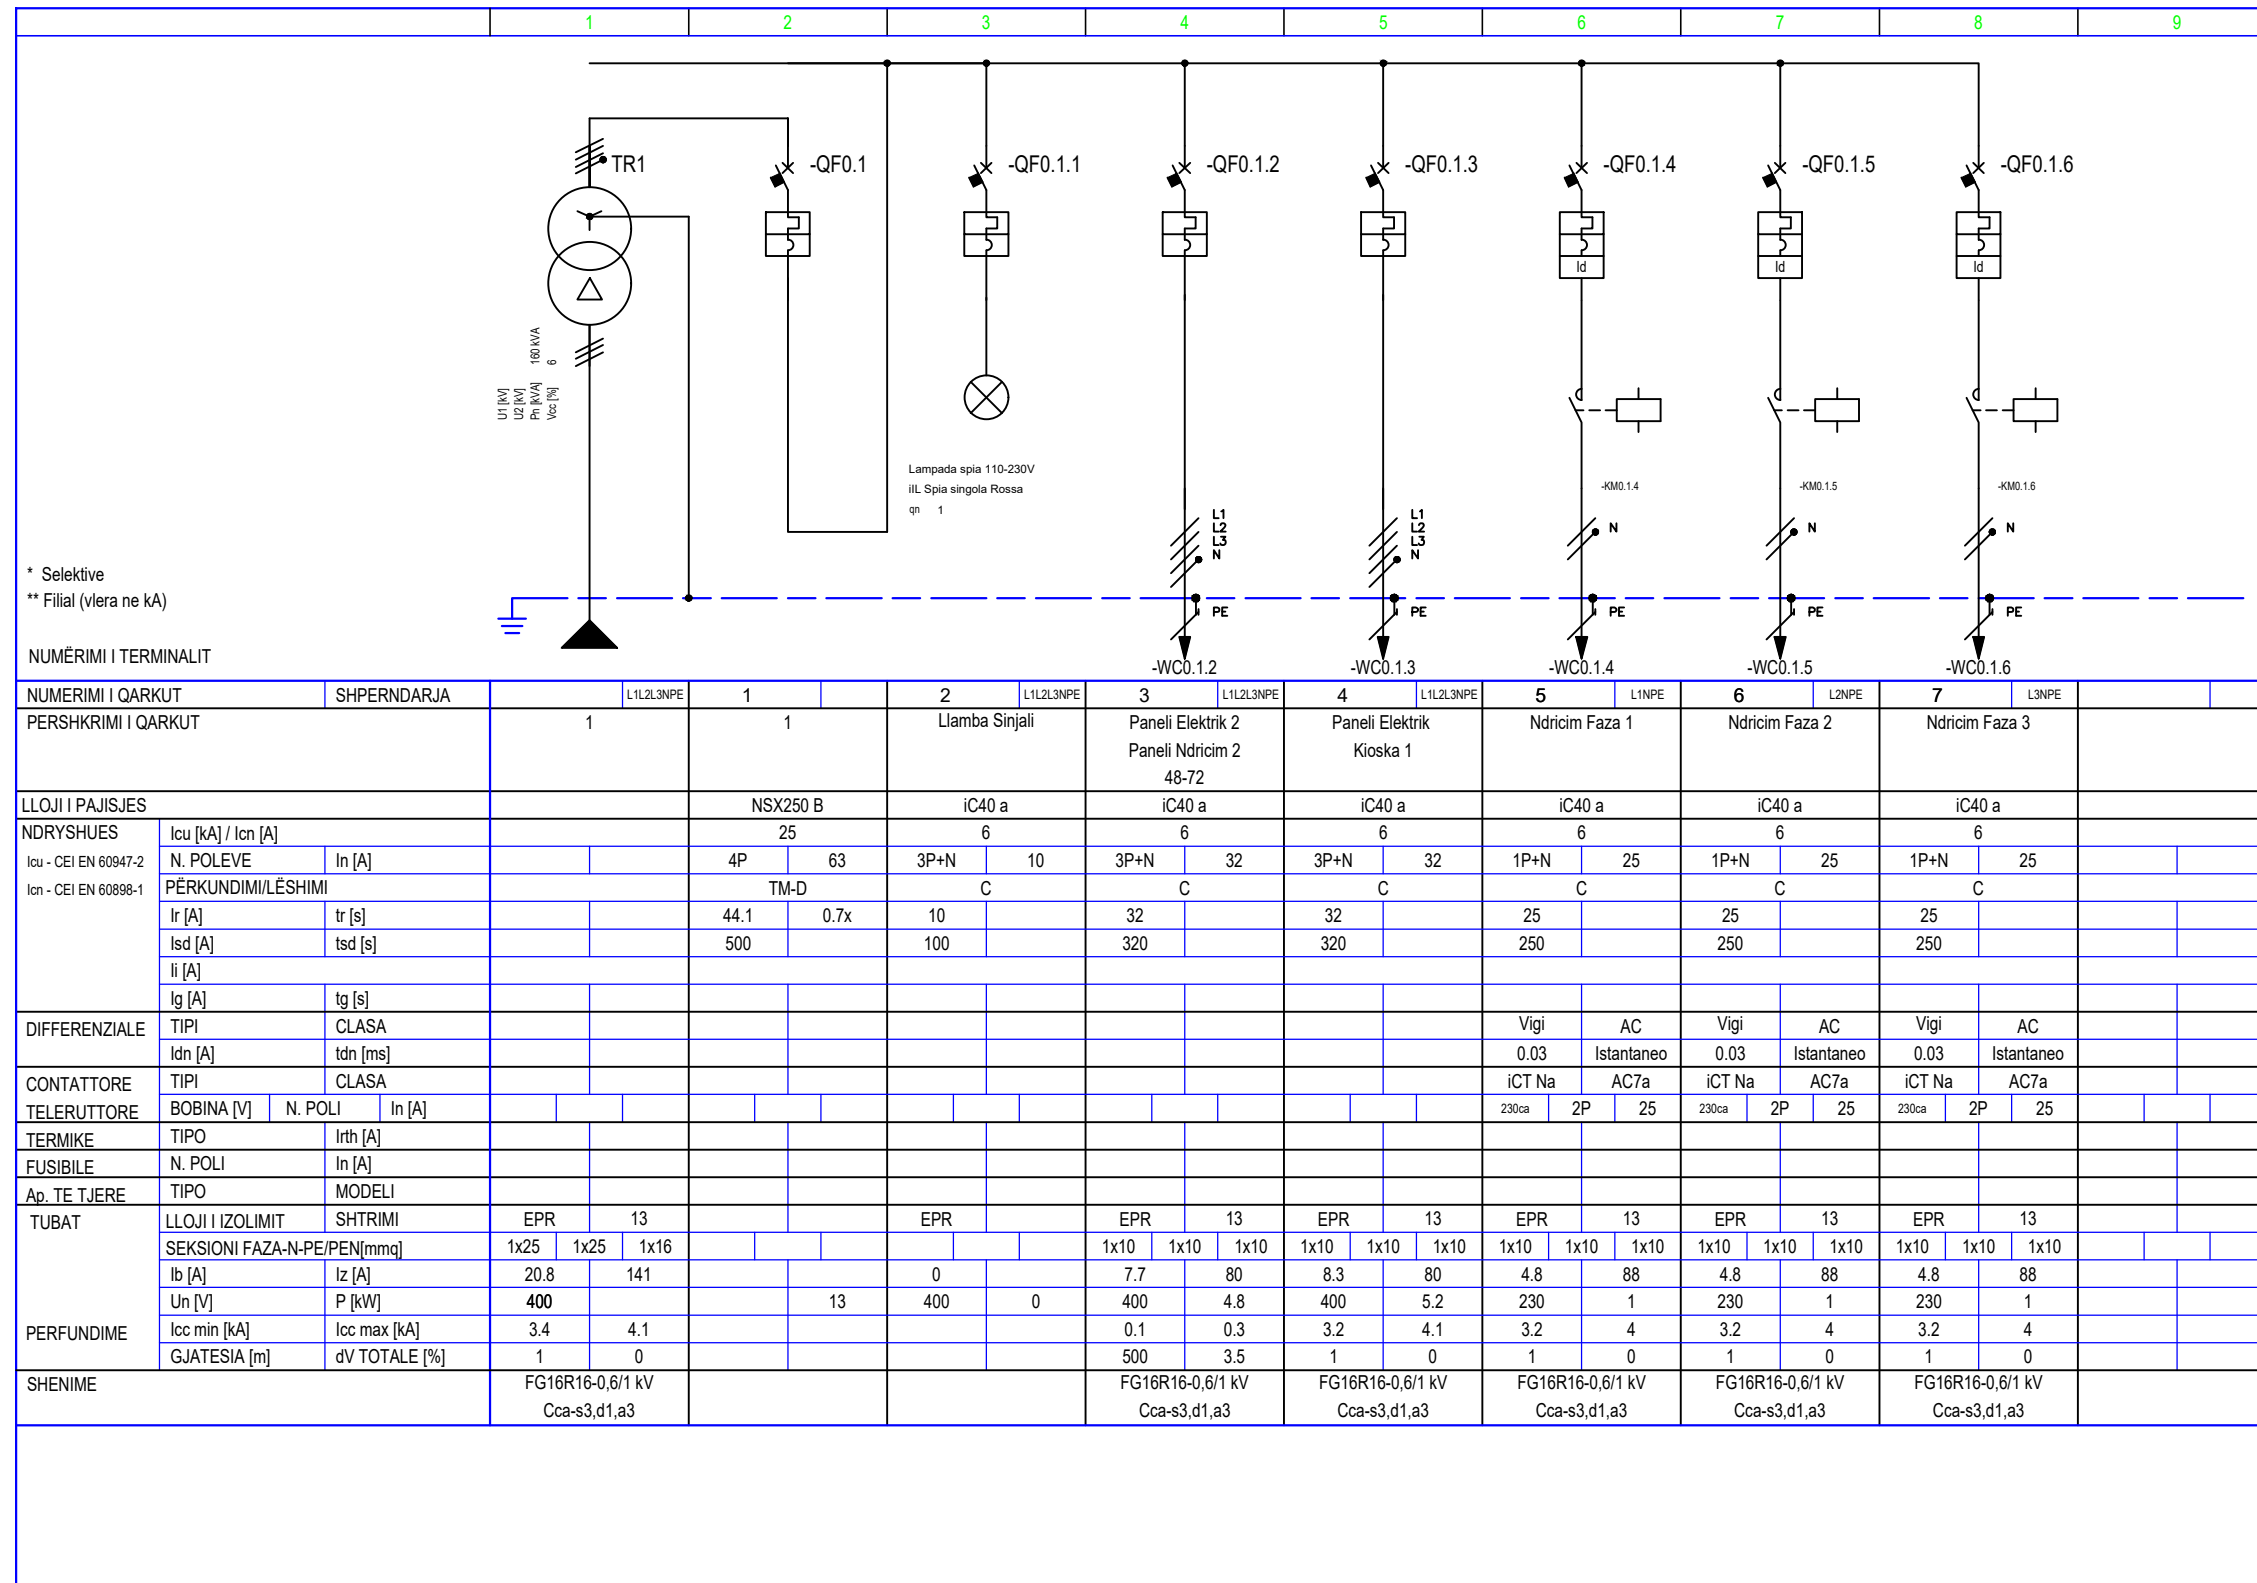 1 2 3 4 5 6 7 8 9
TR1 -QF0.1 -QF0.1.1 -QF0.1.2 -QF0.1.3 -QF0.1.4 -QF0.1.5 -QF0.1.6
Id Id Id
U1 [kV]
U2 [kV]
Pn [kVA] 160 kVA
Vcc [%] 6
Lampada spia 110-230V
iIL Spia singola Rossa
qn 1
-KM0.1.4 -KM0.1.5 -KM0.1.6
L1 L1
L2 L2
L3 L3
N N
N N N
* Selektive
** Filial (vlera ne kA)
PE PE PE PE PE
NUMËRIMI I TERMINALIT
-WC0.1.2 -WC0.1.3 -WC0.1.4 -WC0.1.5 -WC0.1.6
NUMERIMI I QARKUT SHPERNDARJA L1L2L3NPE 1 2 L1L2L3NPE 3 L1L2L3NPE 4 L1L2L3NPE 5 L1NPE 6 L2NPE 7 L3NPE
PERSHKRIMI I QARKUT 1 1 Llamba Sinjali Paneli Elektrik 2 Paneli Elektrik Ndricim Faza 1 Ndricim Faza 2 Ndricim Faza 3
Paneli Ndricim 2 Kioska 1
48-72
LLOJI I PAJISJES NSX250 B iC40 a iC40 a iC40 a iC40 a iC40 a iC40 a
NDRYSHUES Icu [kA] / Icn [A] 25 6 6 6 6 6 6
Icu - CEI EN 60947-2 N. POLEVE In [A] 4P 63 3P+N 10 3P+N 32 3P+N 32 1P+N 25 1P+N 25 1P+N 25
Icn - CEI EN 60898-1 PËRKUNDIMI/LËSHIMI TM-D C C C C C C
Ir [A] tr [s] 44.1 0.7x 10 32 32 25 25 25
Isd [A] tsd [s] 500 100 320 320 250 250 250
Ii [A]
Ig [A] tg [s]
DIFFERENZIALE TIPI CLASA Vigi AC Vigi AC Vigi AC
Idn [A] tdn [ms] 0.03 Istantaneo 0.03 Istantaneo 0.03 Istantaneo
CONTATTORE TIPI CLASA iCT Na AC7a iCT Na AC7a iCT Na AC7a
TELERUTTORE BOBINA [V] N. POLI In [A] 230ca 2P 25 230ca 2P 25 230ca 2P 25
TERMIKE TIPO Irth [A]
FUSIBILE N. POLI In [A]
Ap. TE TJERE TIPO MODELI
TUBAT LLOJI I IZOLIMIT SHTRIMI EPR 13 EPR EPR 13 EPR 13 EPR 13 EPR 13 EPR 13
SEKSIONI FAZA-N-PE/PEN[mmq] 1x25 1x25 1x16 1x10 1x10 1x10 1x10 1x10 1x10 1x10 1x10 1x10 1x10 1x10 1x10 1x10 1x10 1x10
Ib [A] Iz [A] 20.8 141 0 7.7 80 8.3 80 4.8 88 4.8 88 4.8 88
Un [V] P [kW] 400 13 400 0 400 4.8 400 5.2 230 1 230 1 230 1
PERFUNDIME Icc min [kA] Icc max [kA] 3.4 4.1 0.1 0.3 3.2 4.1 3.2 4 3.2 4 3.2 4
GJATESIA [m] dV TOTALE [%] 1 0 500 3.5 1 0 1 0 1 0 1 0
SHENIME FG16R16-0,6/1 kV FG16R16-0,6/1 kV FG16R16-0,6/1 kV FG16R16-0,6/1 kV FG16R16-0,6/1 kV FG16R16-0,6/1 kV
Cca-s3,d1,a3 Cca-s3,d1,a3 Cca-s3,d1,a3 Cca-s3,d1,a3 Cca-s3,d1,a3 Cca-s3,d1,a3